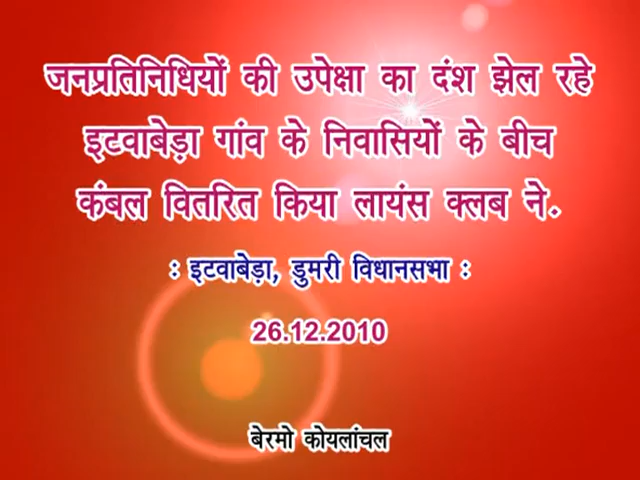 जनप्रतिनिधियों की उपेक्षा का दंश झेल रहे
इटवाबेड़ा गांव के निवासियों के बीच
कंबल वितरित किया लायंस क्लब ने.
: इटवाबेड़ा, डुमरी विधानसभा :
26.12.2010
बेरमो कोयलांचल